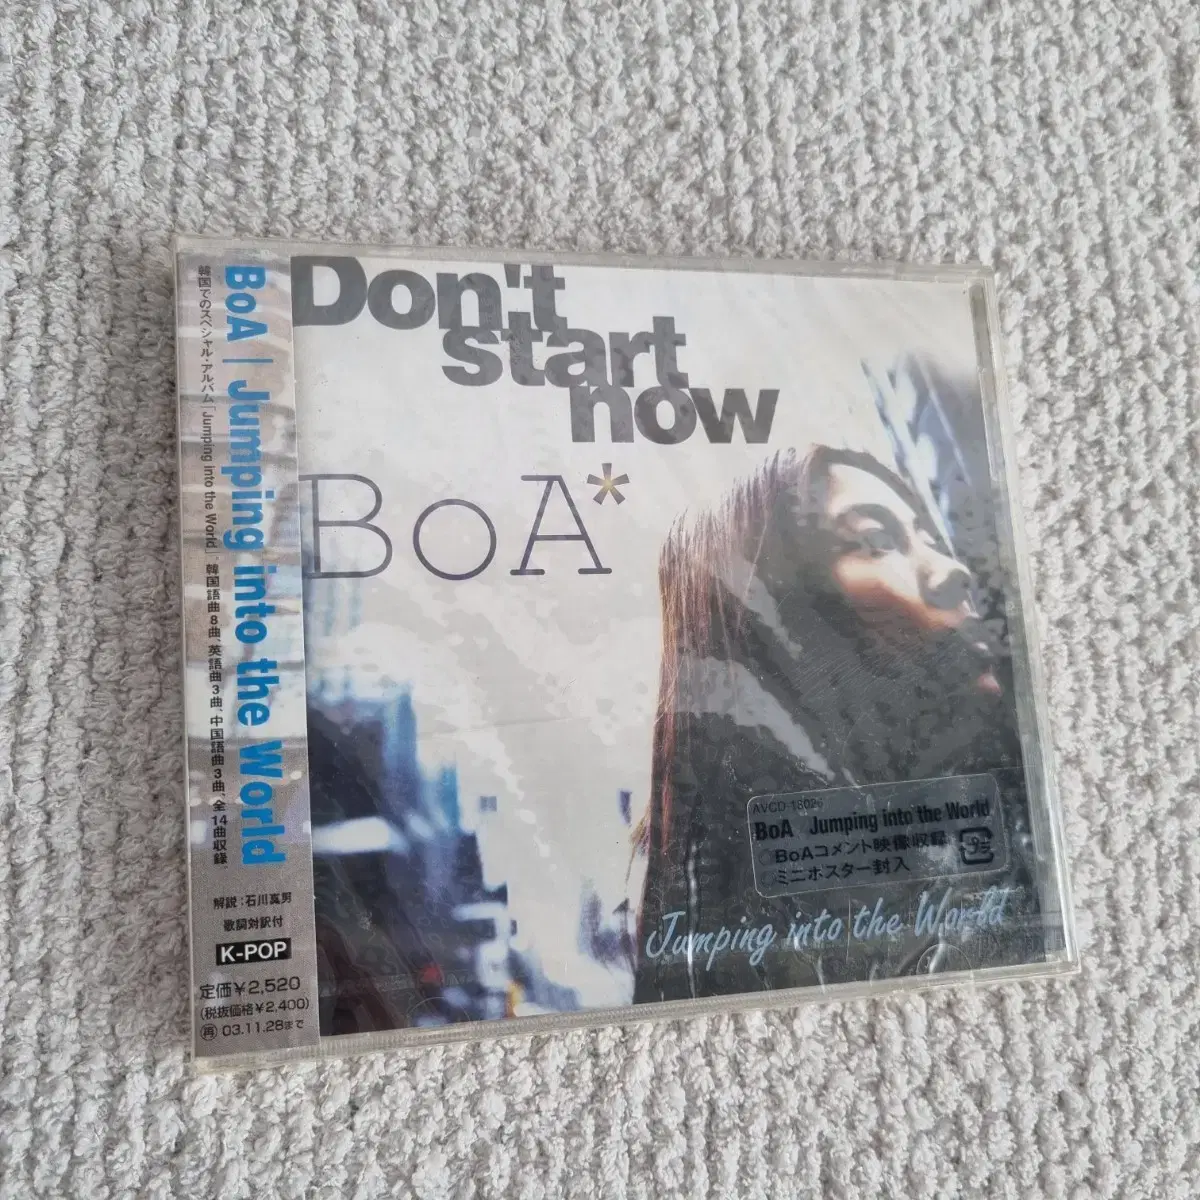 BoA | Jumping into the World
韓国でのスペシャル・アルバム「Jumping into the World」韓国語曲8曲、英語曲3曲、中国語曲3曲、全14曲収録。
解説:石川真男
歌詞対訳付
K-POP
定価¥2,520
(税抜価格¥2,400)
再 03.11.28まで
Don't
start
now
BoA*
AVCD-18026
BoA Jumping into the World
BoAコメント映像収録
ミニポスター封入
Jumping into the World